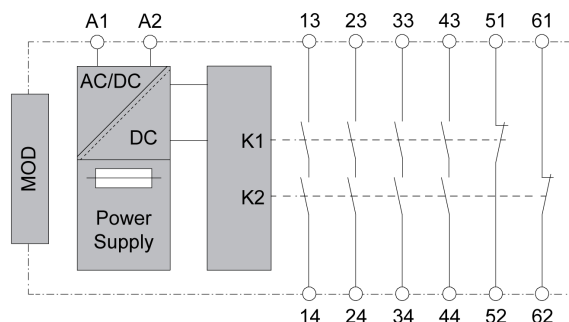 A1 A2 13 23 33 43 51 61
AC/DC
DC
K1
MOD
K2
Power
Supply
14 24 34 44 52 62